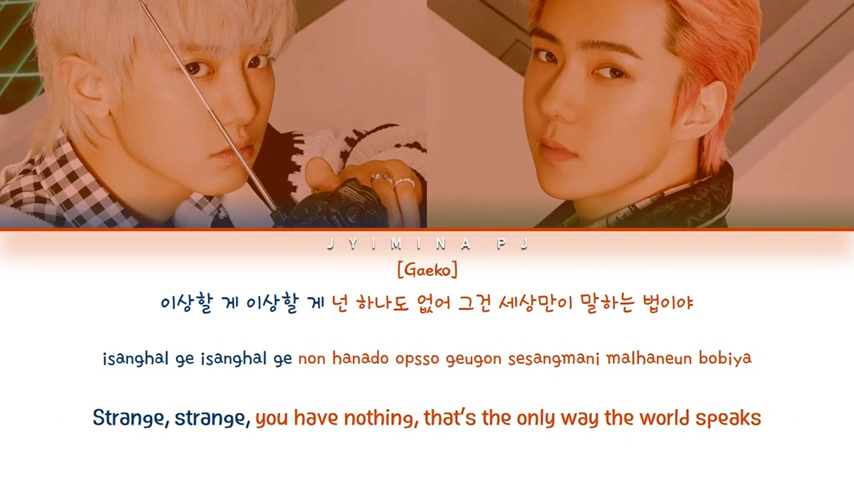 JYIMINA PJ
[Gaeko]
이상할 게 이상할 게 넌 하나도 없어 그건 세상만이 말하는 법이야
isanghal ge isanghal ge non hanado opsso geugon sesangmani malhaneun bobiya
Strange, strange, you have nothing, that's the only way the world speaks